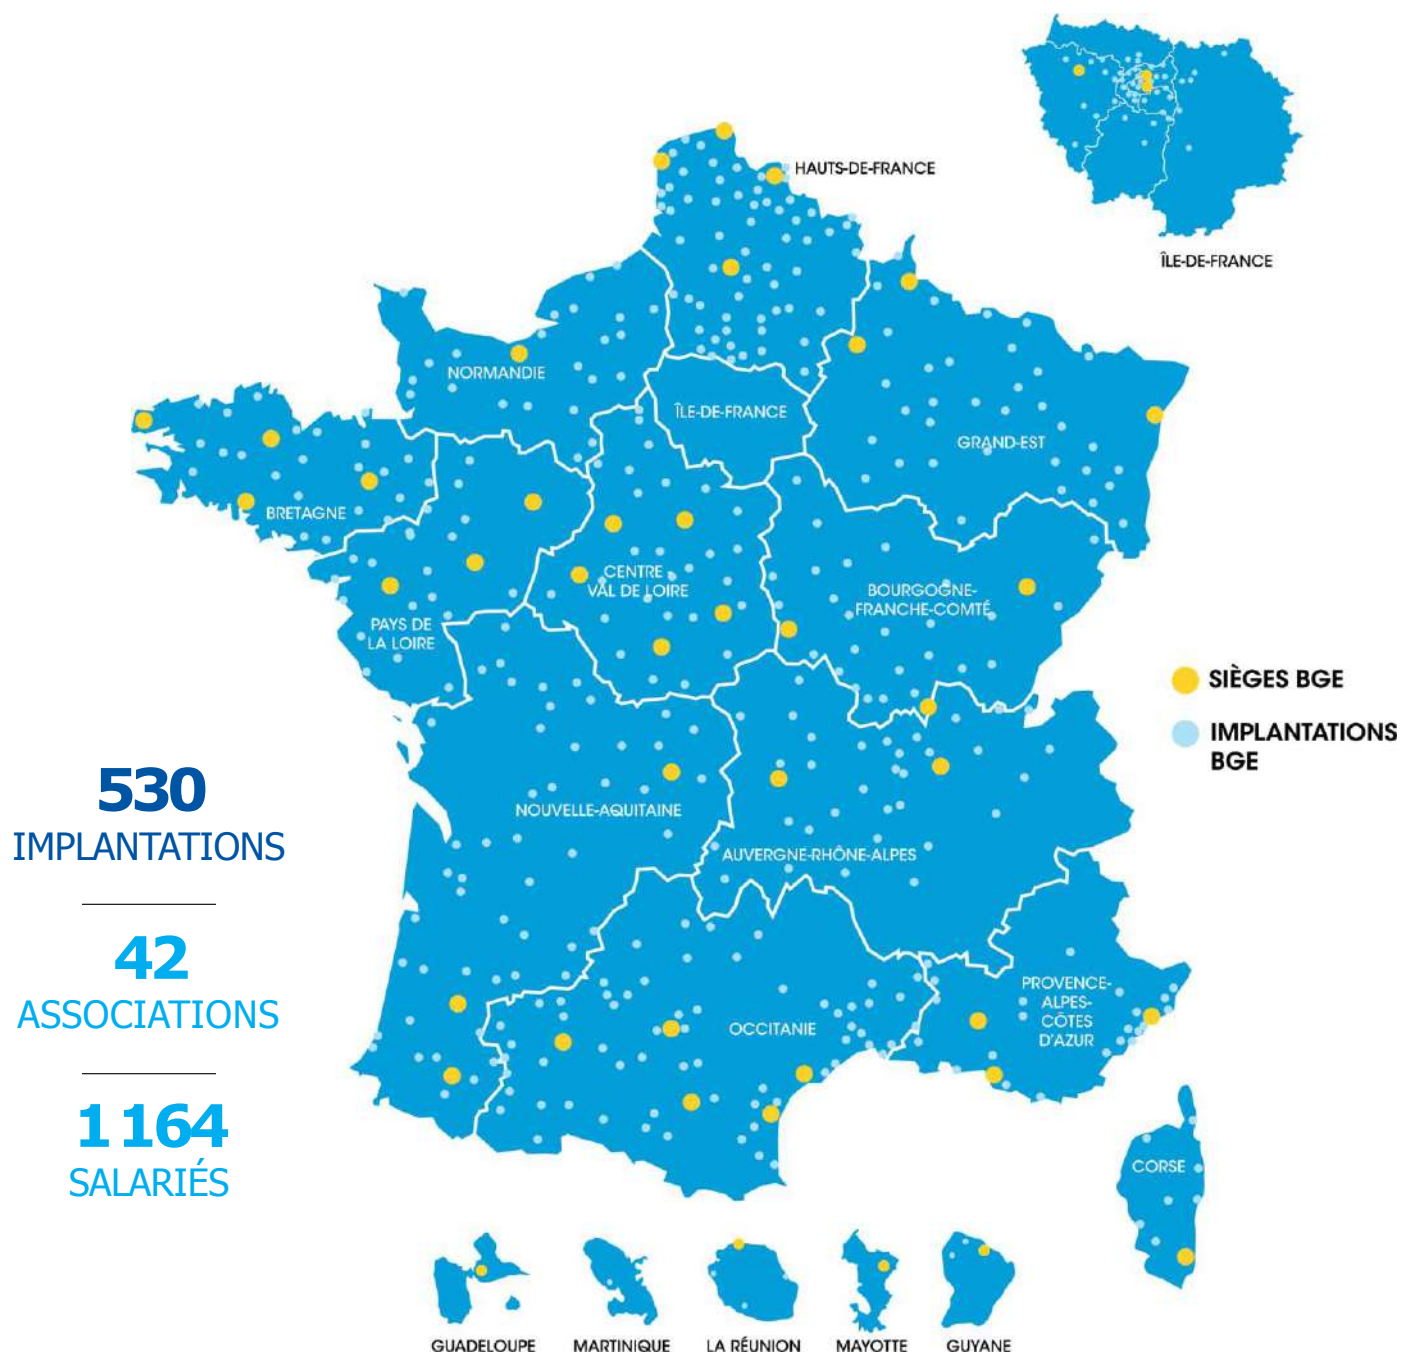 HAUTS-DE-FRANCE
ÎLE-DE-FRANCE
NORMANDIE
ÎLE-DE-FRANCE
GRAND-EST
BRETAGNE
CENTRE
VAL DE LOIRE
BOURGOGNE-
FRANCHE-COMTÉ
PAYS DE
LA LOIRE
SIÈGES BGE
IMPLANTATIONS
BGE
530
IMPLANTATIONS
42
ASSOCIATIONS
1 164
SALARIÉS
NOUVELLE-AQUITAINE
AUVERGNE-RHÔNE-ALPES
OCCITANIE
PROVENCE-
ALPES-
CÔTES
D'AZUR
CORSE
GUADELOUPE
MARTINIQUE
LA RÉUNION
MAYOTTE
GUYANE